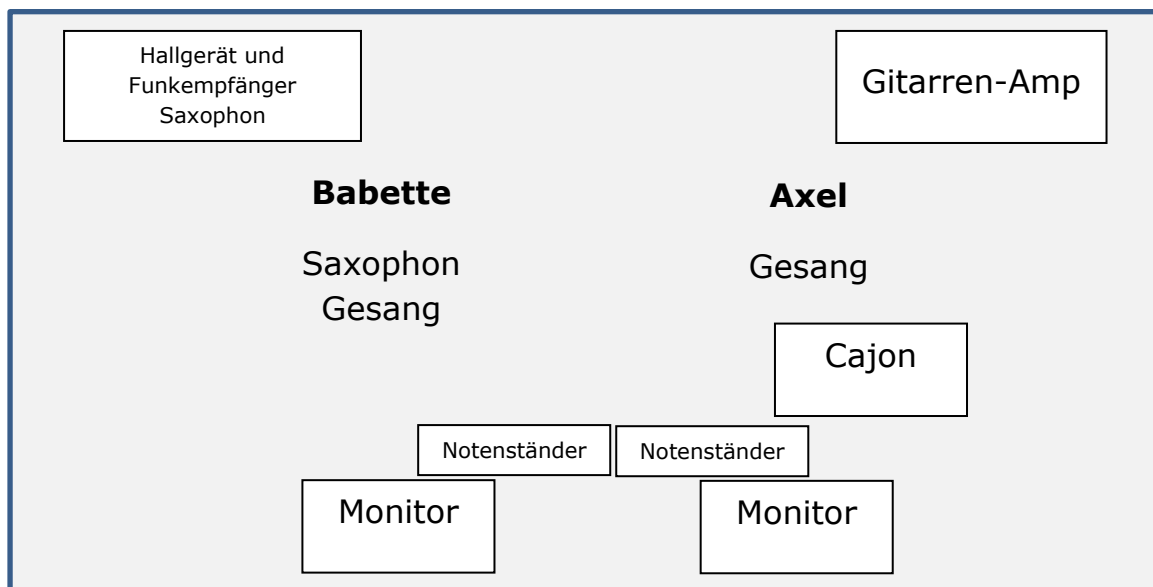 Hallgerät und
Funkempfänger
Saxophon
Gitarren-Amp
Babette
Axel
Saxophon
Gesang
Gesang
Cajon
Notenständer
Notenständer
Monitor
Monitor